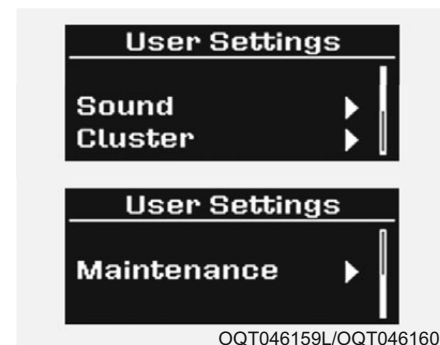 User Settings
Sound
Cluster
User Settings
Maintenance
OQT046159L/OQT046160